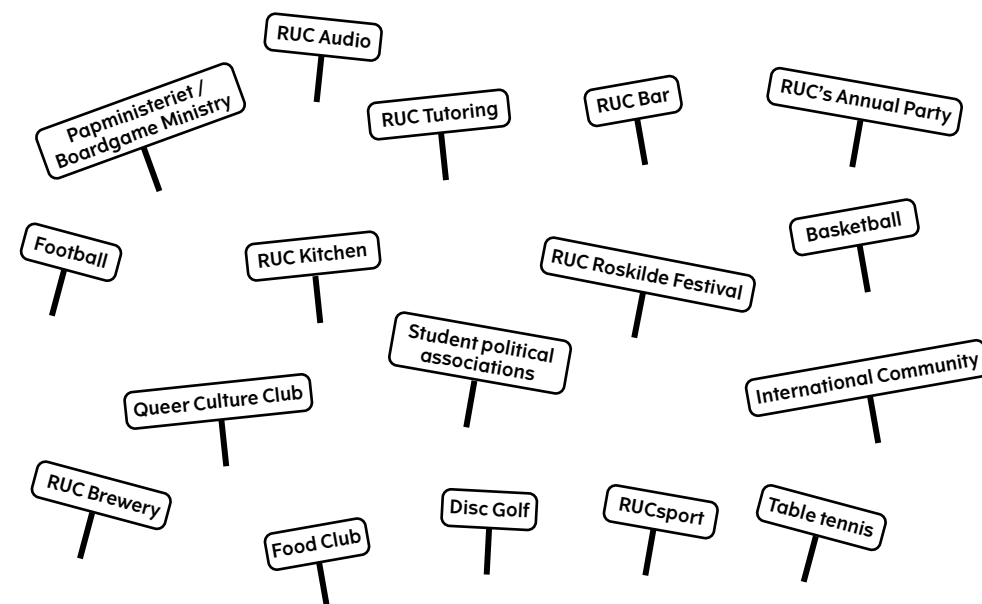 RUC Audio
Papministeriet /
Boardgame Ministry
RUC Tutoring
RUC Bar
RUC's Annual Party
Football
RUC Kitchen
RUC Roskilde Festival
Basketball
Student political
associations
International Community
Queer Culture Club
RUC Brewery
Food Club
Disc Golf
RUCsport
Table tennis